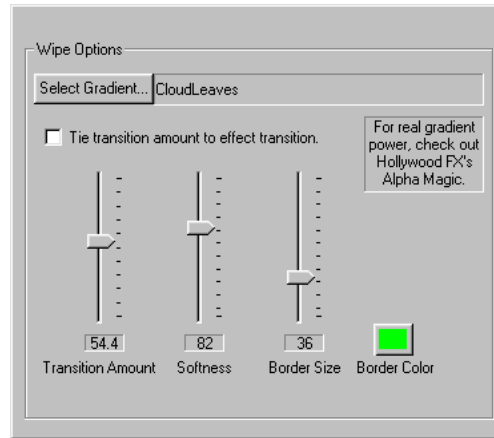 Wipe Options
Select Gradient... CloudLeaves
Tie transition amount to effect transition.
For real gradient
power, check out
Hollywood FX's
Alpha Magic.
54.4 82 36
Transition Amount Softness Border Size Border Color